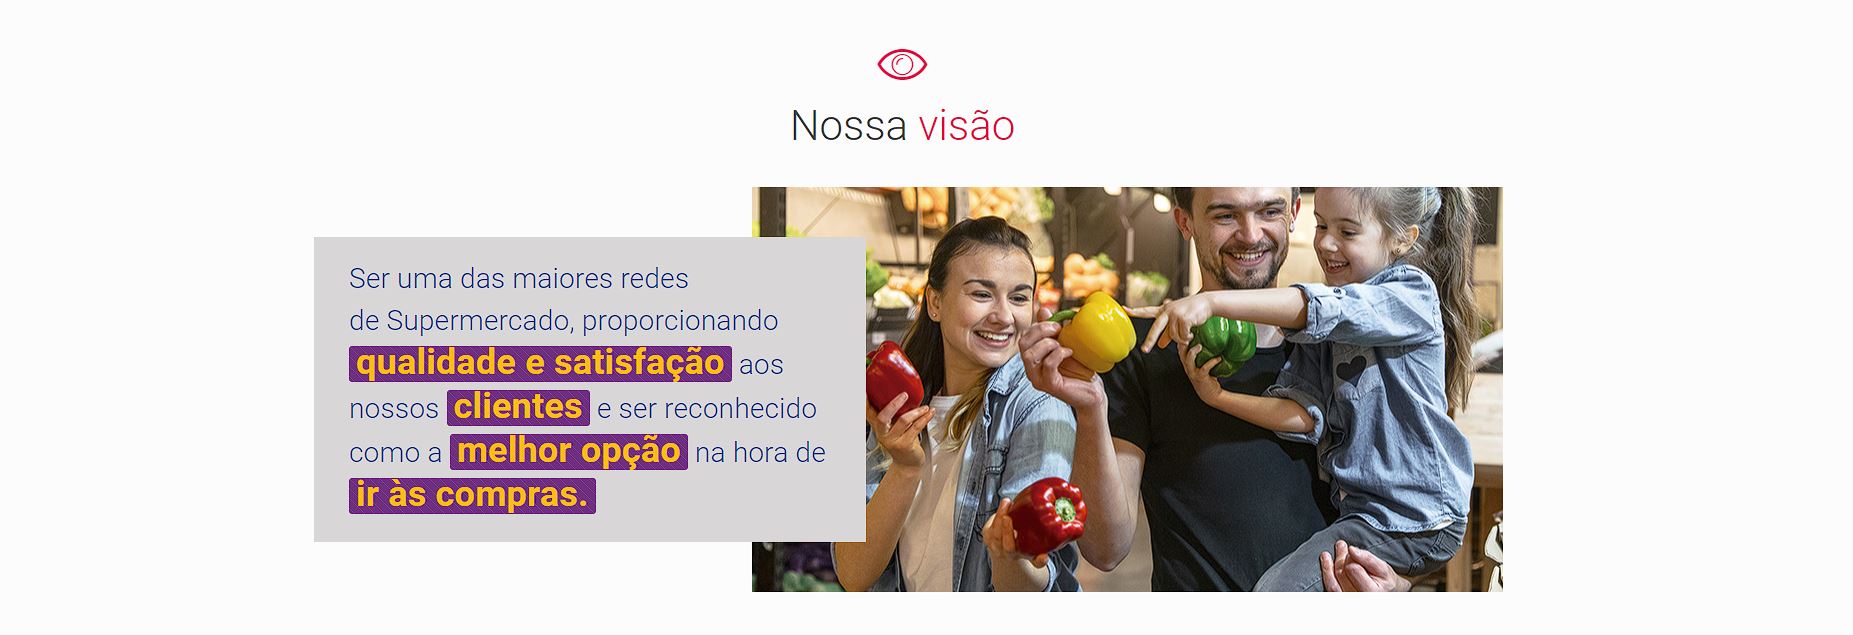 Nossa visão
Ser uma das maiores redes
de Supermercado, proporcionando
qualidade e satisfação aos
nossos clientes e ser reconhecido
como a melhor opção na hora de
ir às compras.